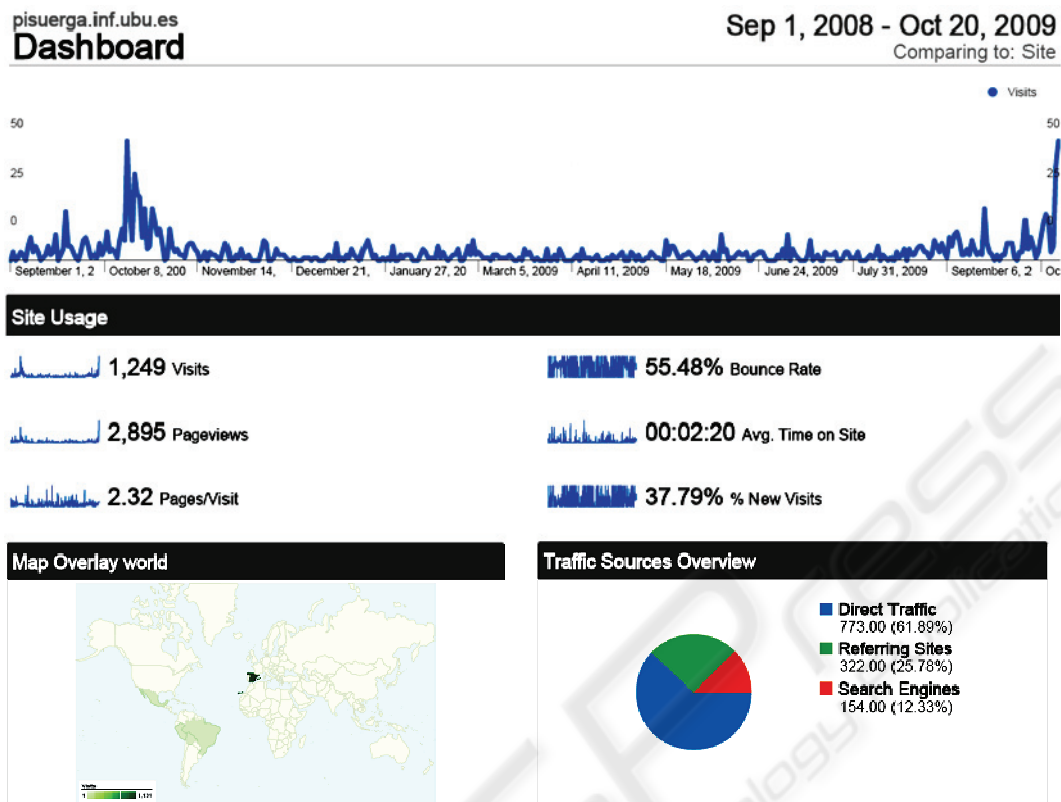 pisuerga.inf.ubu.es
Dashboard
Sep 1, 2008 - Oct 20, 2009
Comparing to: Site
Visits
50
50
25
25
0
0
September 1, 2
October 8, 200
November 14,
December 21,
January 27, 20
March 5, 2009
April 11, 2009
May 18, 2009
June 24, 2009
July 31, 2009
September 6, 2
Oc
Site Usage
1,249 Visits
55.48% Bounce Rate
2,895 Pageviews
00:02:20 Avg. Time on Site
2.32 Pages/Visit
37.79% % New Visits
Map Overlay world
Traffic Sources Overview
Direct Traffic
773.00 (61.89%)
Referring Sites
322.00 (25.78%)
Search Engines
154.00 (12.33%)
Visits
1